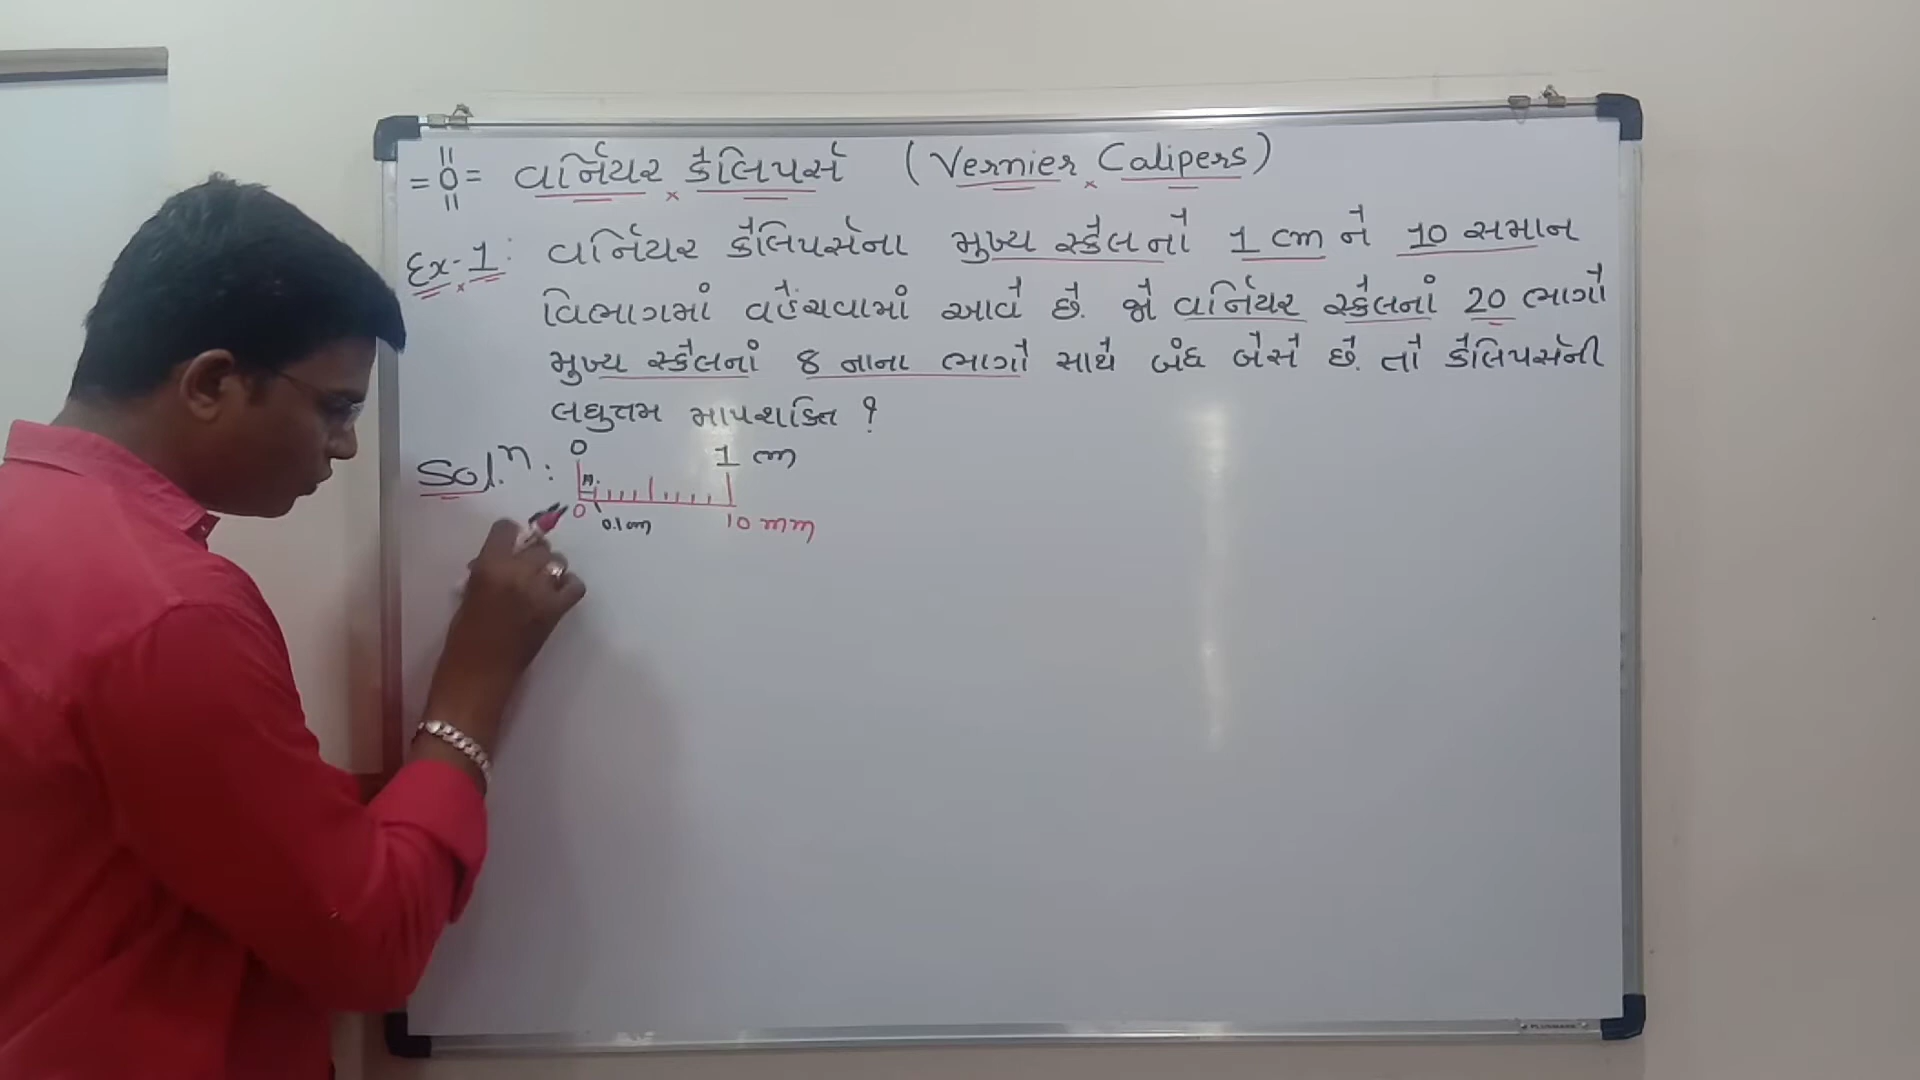 વર્નિયર કેલિપર્સ (Vernier Calipers)
Ex-1: વર્નિયર કેલિપર્સના મુખ્ય સ્કેલનાં 1 cm ને 10 સમાન
વિભાગમાં વહેંચવામાં આવે છે. જો વર્નિયર સ્કેલનાં 20 ભાગો
મુખ્ય સ્કેલનાં 8 નાના ભાગો સાથે બંધ બેસે છે. તો કેલિપર્સની
લઘુત્તમ માપશક્તિ ?
Sol.n:
0 1 cm
0 0.1 cm 10 mm